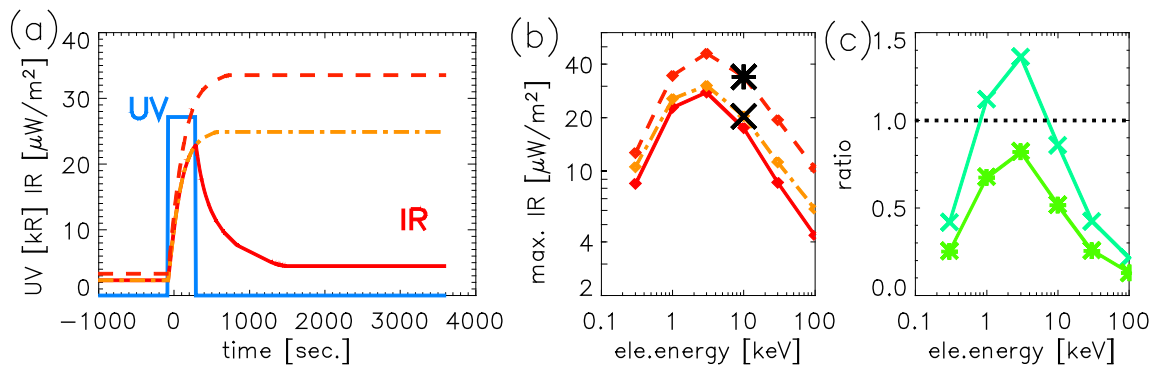 (a)
UV [kR] IR [μW/m²]
40
30
20
10
0
UV
IR
−1000
0
1000
2000
3000
4000
time [sec.]
(b)
max. IR [μW/m²]
40
20
10
4
2
0.1
1
10
100
ele.energy [keV]
(c)
ratio
1.5
1.0
0.5
0.0
0.1
1
10
100
ele.energy [keV]